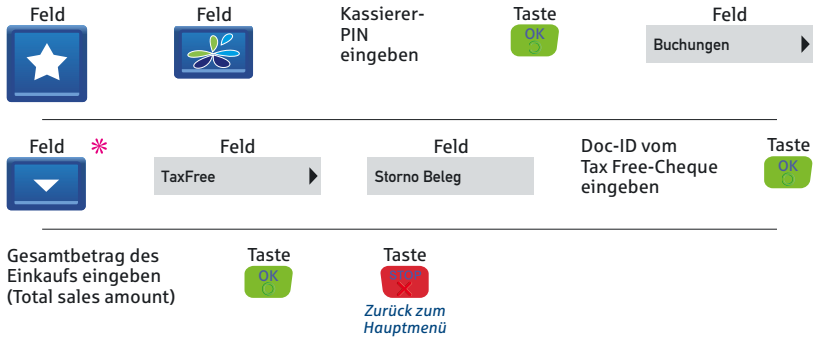 Feld
Feld
Kassierer-
PIN
eingeben
Taste
OK
Feld
Buchungen
Feld
Feld
TaxFree
Feld
Storno Beleg
Doc-ID vom
Tax Free-Cheque
eingeben
Taste
OK
Gesamtbetrag des
Einkaufs eingeben
(Total sales amount)
Taste
OK
Taste
STOP
Zurück zum
Hauptmenü